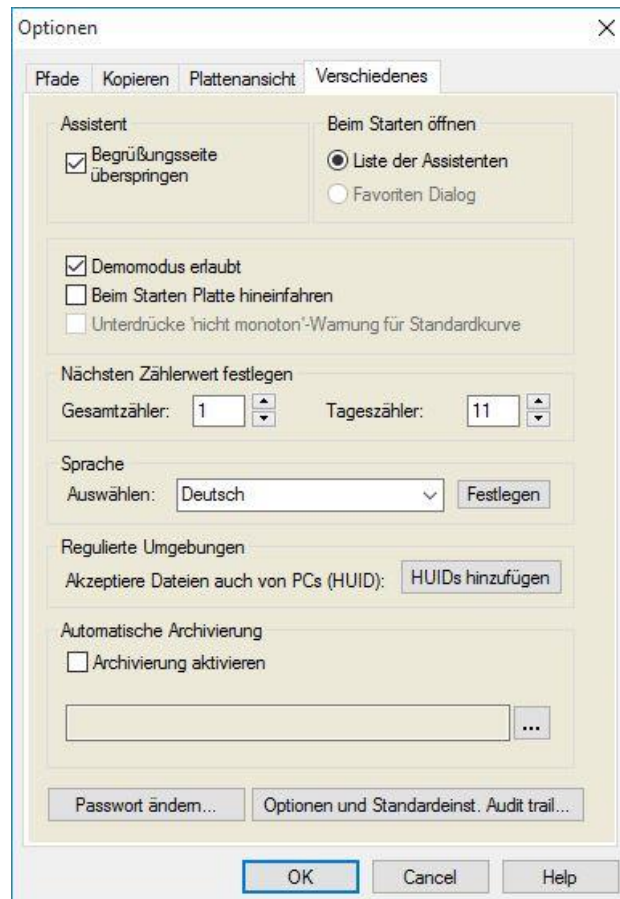 Optionen
Pfade Kopieren Plattenansicht Verschiedenes
Assistent
Begrüßungsseite
überspringen
Beim Starten öffnen
Liste der Assistenten
Favoriten Dialog
Demomodus erlaubt
Beim Starten Platte hineinfahren
Unterdrücke 'nicht monoton'-Warnung für Standardkurve
Nächsten Zählerwert festlegen
Gesamtzähler: 1 Tageszähler: 11
Sprache
Auswählen: Deutsch Festlegen
Regulierte Umgebungen
Akzeptiere Dateien auch von PCs (HUID): HUIDs hinzufügen
Automatische Archivierung
Archivierung aktivieren
...
Passwort ändern... Optionen und Standardeinst. Audit trail...
OK Cancel Help